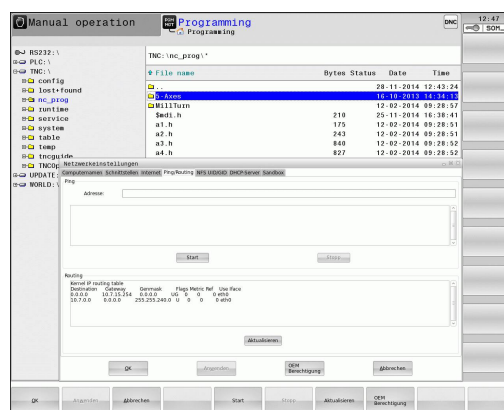 Manual operation
PGM MGT
Programming
Programming
DNC
12:47
SOM…
RS232:\
PLC:\
TNC:\
config
lost+found
nc_prog
runtime
service
system
table
temp
tncguide
UPDATE:
WORLD:\
TNC:\nc_prog\*
File name Bytes Status Date Time
.. 28-11-2014 12:43:24
5-Axes 16-10-2013 14:34:13
MillTurn 12-02-2014 09:28:57
$mdi.h 210 25-11-2014 16:38:41
a1.h 175 12-02-2014 09:28:51
a2.h 243 12-02-2014 09:28:51
a3.h 840 12-02-2014 09:28:52
a4.h 827 12-02-2014 09:28:52
Netzwerkeinstellungen
Computernamen Schnittstellen Internet Ping/Routing NFS UID/GID DHCP-Server Sandbox
Ping
Adresse:
Start Stopp
Routing
Kernel IP routing table
Destination Gateway Genmask Flags Metric Ref Use Iface
0.0.0.0 10.7.15.254 0.0.0.0 UG 0 0 0 eth0
10.7.0.0 0.0.0.0 255.255.240.0 U 0 0 0 eth0
Aktualisieren
OK Anwenden OEM Berechtigung Abbrechen
OK Anwenden Abbrechen Start Stopp Aktualisieren OEM Berechtigung